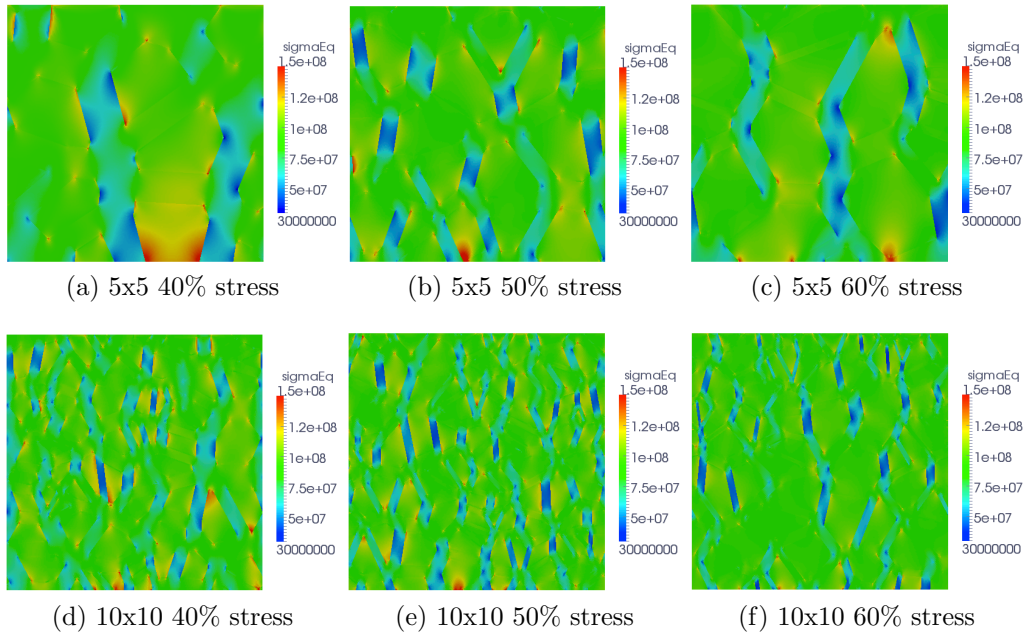 sigmaEq
1.5e+08
1.2e+08
1e+08
7.5e+07
5e+07
30000000
sigmaEq
1.5e+08
1.2e+08
1e+08
7.5e+07
5e+07
30000000
sigmaEq
1.5e+08
1.2e+08
1e+08
7.5e+07
5e+07
30000000
(a) 5x5 40% stress
(b) 5x5 50% stress
(c) 5x5 60% stress
sigmaEq
1.5e+08
1.2e+08
1e+08
7.5e+07
5e+07
30000000
sigmaEq
1.5e+08
1.2e+08
1e+08
7.5e+07
5e+07
30000000
sigmaEq
1.5e+08
1.2e+08
1e+08
7.5e+07
5e+07
30000000
(d) 10x10 40% stress
(e) 10x10 50% stress
(f) 10x10 60% stress